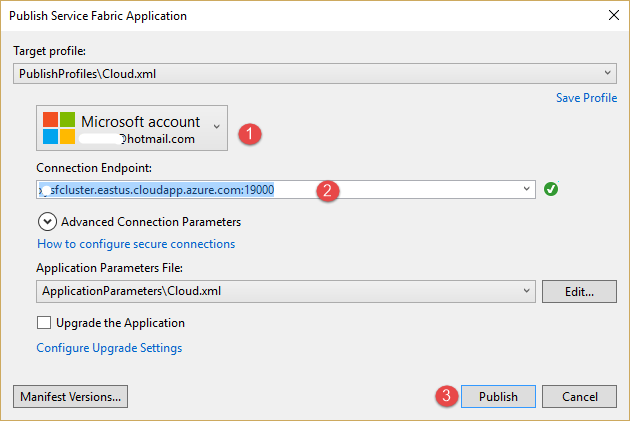 Publish Service Fabric Application
Target profile:
PublishProfiles\Cloud.xml
Save Profile
Microsoft account
@hotmail.com
1
Connection Endpoint:
sfcluster.eastus.cloudapp.azure.com:19000
2
Advanced Connection Parameters
How to configure secure connections
Application Parameters File:
ApplicationParameters\Cloud.xml
Edit...
Upgrade the Application
Configure Upgrade Settings
Manifest Versions...
3
Publish
Cancel